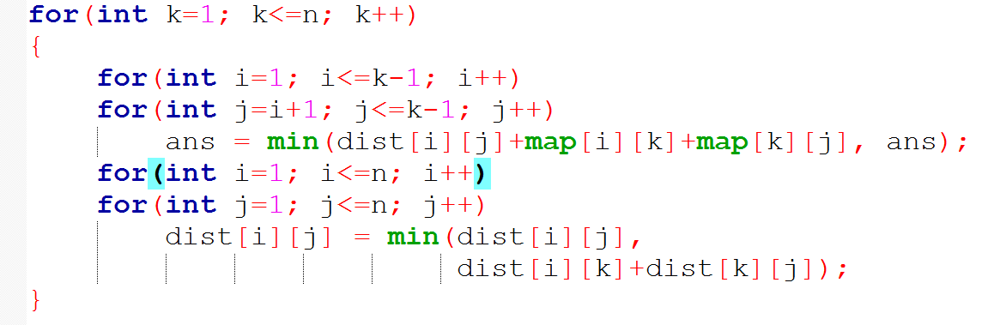 for(int k=1; k<=n; k++)
{
for(int i=1; i<=k-1; i++)
for(int j=i+1; j<=k-1; j++)
ans = min(dist[i][j]+map[i][k]+map[k][j], ans);
for(int i=1; i<=n; i++)
for(int j=1; j<=n; j++)
dist[i][j] = min(dist[i][j],
dist[i][k]+dist[k][j]);
}